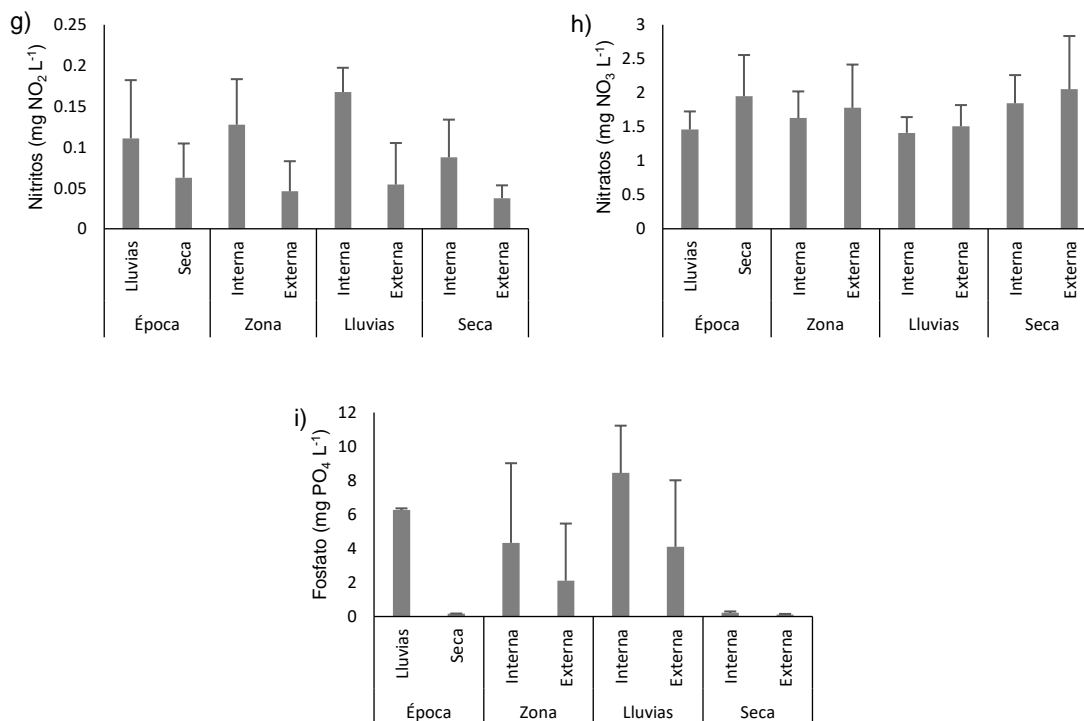 g)
Nitritos (mg NO2 L-1)
0.25
0.2
0.15
0.1
0.05
0
Lluvias
Seca
Interna
Externa
Interna
Externa
Interna
Externa
Época
Zona
Lluvias
Seca
h)
Nitratos (mg NO3 L-1)
3
2.5
2
1.5
1
0.5
0
Lluvias
Seca
Interna
Externa
Interna
Externa
Interna
Externa
Época
Zona
Lluvias
Seca
i)
Fosfato (mg PO4 L-1)
12
10
8
6
4
2
0
Lluvias
Seca
Interna
Externa
Interna
Externa
Interna
Externa
Época
Zona
Lluvias
Seca